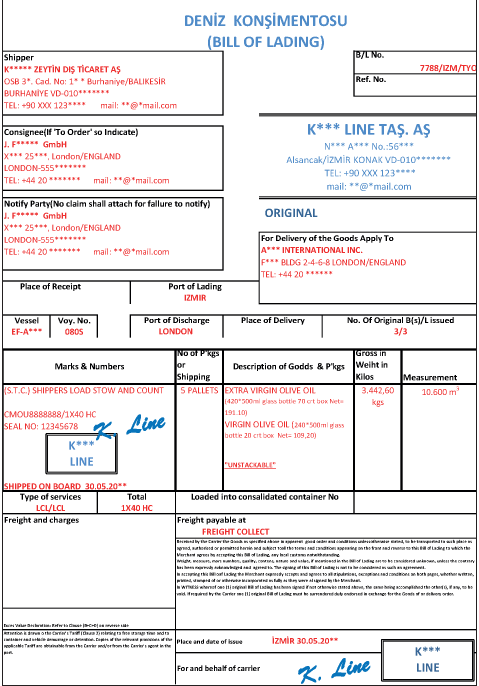 DENİZ KONŞİMENTOSU
(BILL OF LADING)
Shipper
K***** ZEYTİN DIŞ TİCARET AŞ
OSB 3*. Cad. No: 1* * Burhaniye/BALIKESİR
BURHANİYE VD-010*******
TEL: +90 XXX 123**** mail: **@*mail.com
B/L No.
7788/IZM/TYO
Ref. No.
Consignee(If 'To Order' so Indıcate)
J. F***** GmbH
X*** 25***, London/ENGLAND
LONDON-555*******
TEL: +44 20 ******* mail: **@*mail.com
K*** LINE TAŞ. AŞ
N*** A*** No.:56***
Alsancak/İZMİR KONAK VD-010*******
TEL: +90 XXX 123****
mail: **@*mail.com
Notify Party(No claim shall attach for failure to notify)
J. F***** GmbH
X*** 25***, London/ENGLAND
LONDON-555*******
TEL: +44 20 ******* mail: **@*mail.com
ORIGINAL
For Delivery of the Goods Apply To
A*** INTERNATIONAL INC.
F*** BLDG 2-4-6-8 LONDON/ENGLAND
TEL: +44 20 ******
Place of Receipt
Port of Lading
IZMIR
Vessel
EF-A***
Voy. No.
080S
Port of Discharge
LONDON
Place of Delivery
No. Of Original B(s)/L issued
3/3
Marks & Numbers
No of P'kgs
or
Shipping
Description of Godds & P'kgs
Gross in
Weiht in
Kilos
Measurement
(S.T.C.) SHIPPERS LOAD STOW AND COUNT
CMOU8888888/1X40 HC
SEAL NO: 12345678
K Line
K***
LINE
SHIPPED ON BOARD 30.05.20**
5 PALLETS
EXTRA VIRGIN OLIVE OIL
(420*500ml glass bottle 70 crt box Net=
191.10)
VIRGIN OLIVE OIL (240*500ml glass
bottle 20 crt box Net= 109,20)
"UNSTACKABLE"
3.442,60
kgs
10.600 m³
Type of services
LCL/LCL
Total
1X40 HC
Loaded into consalidated container No
Freight and charges
Freight payable at
FREIGHT COLLECT
Received by the Carrier the Goods as specified above in apparent good order and conditions unlessotherwise stated, to be transported to such place as
agreed, authorised or permitted herein and subject toall the terms and conditions appearing on the front and reverse to this Bill of Lading to which the
Merchant agrees by accepting this Bill of Lading, any local customs notwithstanding.
Weight, measure, mars numbers, quality, contents, nature and value, if mentioned in the Bill of Lading are to be considered unknown, unless the contrary
has been expressly acknowledged and agreed to. The signing of this Bill of Lading is not to be considered as such an agreement.
In accepting this Bill of Lading the Merchant expressly accepts and agrees to all stipulations, exceptions and conditions on both pages, whether written,
printed, stamped of or otherwise incorporated as fully as they were signed by the Merchant.
In WITNESS whereof one (1) original Bill of Lading has been signed if not otherwise stated above, the same being accomplished the other(s), if any, to be
void. If required by the Carrier one (1) original Bill of Lading must be surrendered duly endorsed in exchange for the Goods of or delivery order.
Euros Value Declaration: Refer to Clause (8+C+D) on reverse side
Attention is drawn o the Carrier's Tariff (Clause 2) relating to free storage time and to
container and vehicle demurrage or detention. Copies of the relevant provisions of the
applicable Tariff are obtainable from the Carrier and/or from the Carrier's agent in the
port.
Place and date of issue
İZMİR 30.05.20**
For and behalf of carrier
K. Line
K***
LINE